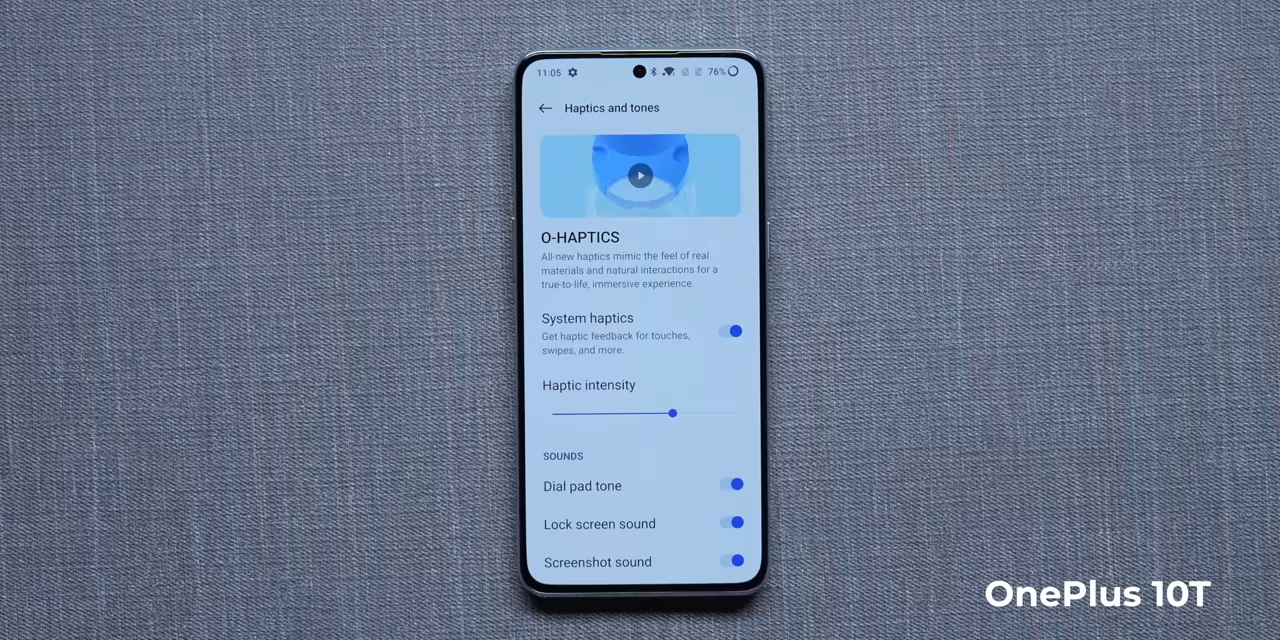 11:05 76%
Haptics and tones
O-HAPTICS
All-new haptics mimic the feel of real
materials and natural interactions for a
true-to-life, immersive experience.
System haptics
Get haptic feedback for touches,
swipes, and more.
Haptic intensity
SOUNDS
Dial pad tone
Lock screen sound
Screenshot sound
OnePlus 10T